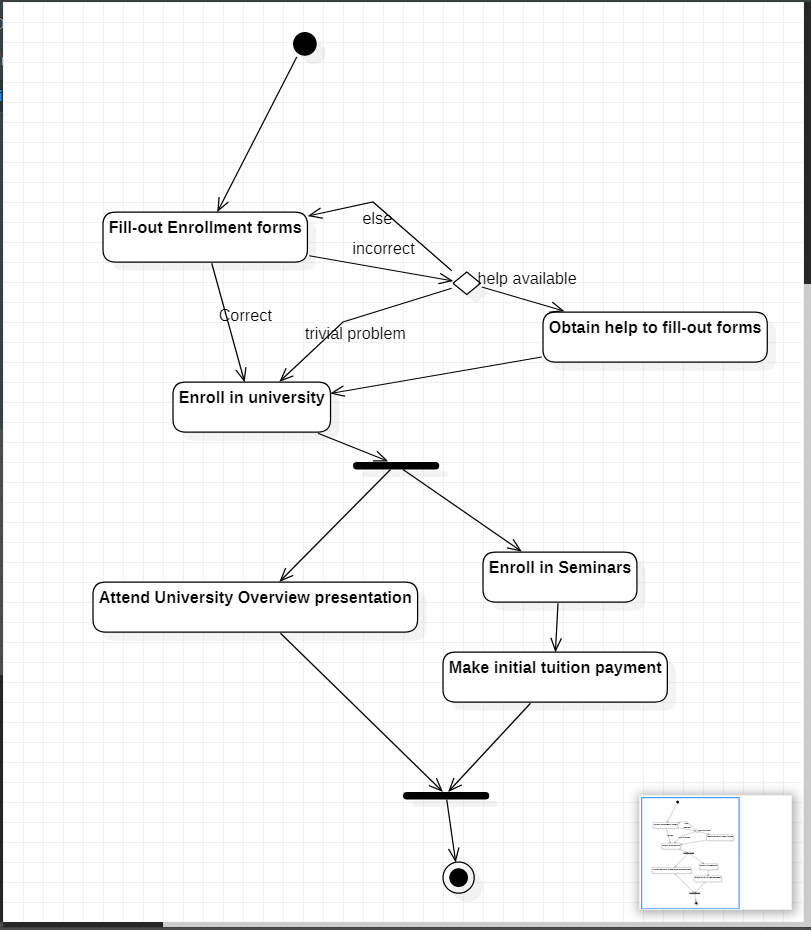 else
Fill-out Enrollment forms
incorrect
help available
Correct
trivial problem
Obtain help to fill-out forms
Enroll in university
Enroll in Seminars
Attend University Overview presentation
Make initial tuition payment